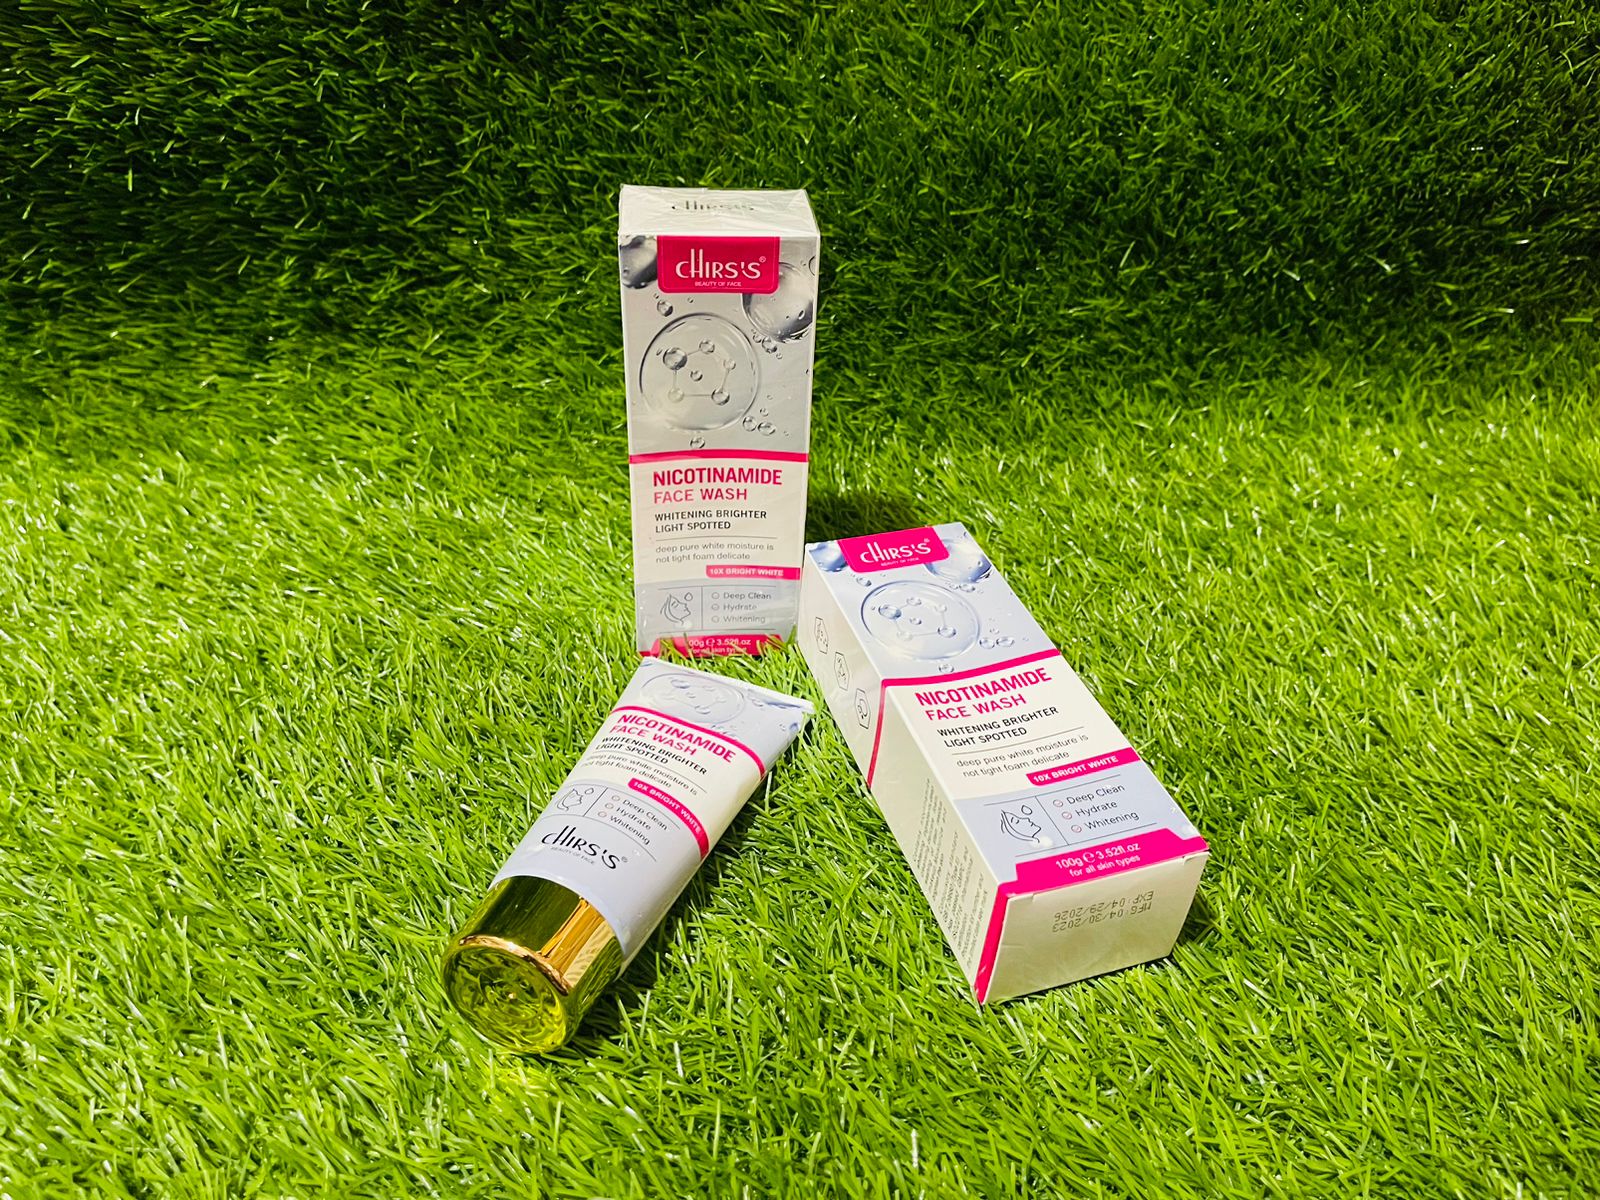 CHIRS'S
CHIRS'S®
BEAUTY OF FACE
NICOTINAMIDE
FACE WASH
WHITENING BRIGHTER
LIGHT SPOTTED
deep pure white moisture is
not tight foam delicate
10X BRIGHT WHITE
Deep Clean
Hydrate
Whitening
00g ℮ 3.52fl.oz
for all skin types
NICOTINAMIDE
FACE WASH
WHITENING BRIGHTER
LIGHT SPOTTED
deep pure white moisture is
not tight foam delicate
10X BRIGHT WHITE
Deep Clean
Hydrate
Whitening
CHIRS'S®
BEAUTY OF FACE
CHIRS'S®
BEAUTY OF FACE
NICOTINAMIDE
FACE WASH
WHITENING BRIGHTER
LIGHT SPOTTED
deep pure white moisture is
not tight foam delicate
10X BRIGHT WHITE
Deep Clean
Hydrate
Whitening
100g ℮ 3.52fl.oz
for all skin types
MFG: 04/30/2023
EXP: 04/29/2026